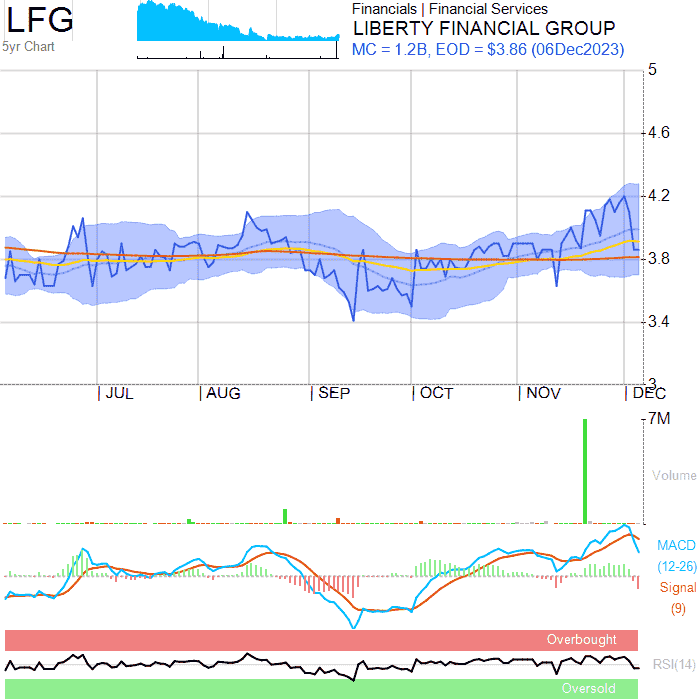 LFG
5yr Chart
Financials | Financial Services
LIBERTY FINANCIAL GROUP
MC = 1.2B, EOD = $3.86 (06Dec2023)
5
4.6
4.2
3.8
3.4
3
JUL
AUG
SEP
OCT
NOV
DEC
7M
Volume
MACD
(12-26)
Signal
(9)
Overbought
RSI(14)
Oversold